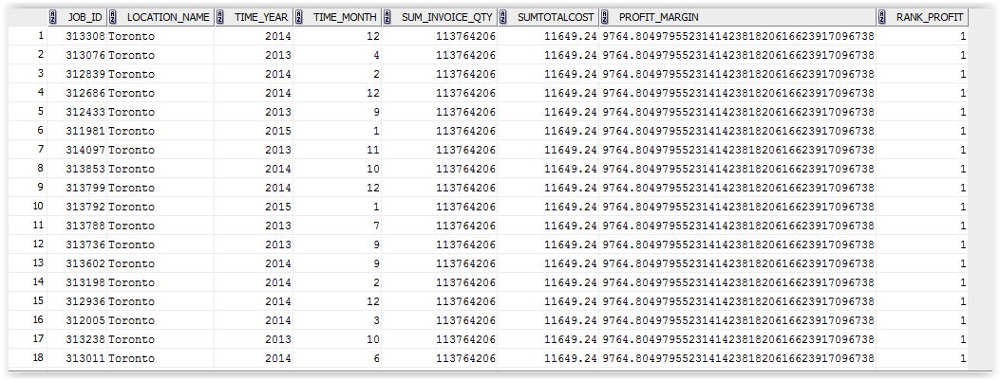 JOB_ID LOCATION_NAME TIME_YEAR TIME_MONTH SUM_INVOICE_QTY SUMTOTALCOST PROFIT_MARGIN RANK_PROFIT
1 313308 Toronto 2014 12 113764206 11649.24 9764.80497955231414238182061662391709673​8 1
2 313076 Toronto 2013 4 113764206 11649.24 9764.804979552314142381820616623917096738 1
3 312839 Toronto 2014 2 113764206 11649.24 9764.804979552314142381820616623917096738 1
4 312686 Toronto 2014 12 113764206 11649.24 9764.804979552314142381820616623917096738 1
5 312433 Toronto 2013 9 113764206 11649.24 9764.804979552314142381820616623917096738 1
6 311981 Toronto 2015 1 113764206 11649.24 9764.804979552314142381820616623917096738 1
7 314097 Toronto 2013 11 113764206 11649.24 9764.804979552314142381820616623917096738 1
8 313853 Toronto 2014 10 113764206 11649.24 9764.804979552314142381820616623917096738 1
9 313799 Toronto 2014 12 113764206 11649.24 9764.804979552314142381820616623917096738 1
10 313792 Toronto 2015 1 113764206 11649.24 9764.804979552314142381820616623917096738 1
11 313788 Toronto 2013 7 113764206 11649.24 9764.804979552314142381820616623917096738 1
12 313736 Toronto 2013 9 113764206 11649.24 9764.804979552314142381820616623917096738 1
13 313602 Toronto 2014 9 113764206 11649.24 9764.804979552314142381820616623917096738 1
14 313198 Toronto 2014 2 113764206 11649.24 9764.804979552314142381820616623917096738 1
15 312936 Toronto 2014 12 113764206 11649.24 9764.804979552314142381820616623917096738 1
16 312005 Toronto 2014 3 113764206 11649.24 9764.804979552314142381820616623917096738 1
17 313238 Toronto 2013 10 113764206 11649.24 9764.804979552314142381820616623917096738 1
18 313011 Toronto 2014 6 113764206 11649.24 9764.804979552314142381820616623917096738 1